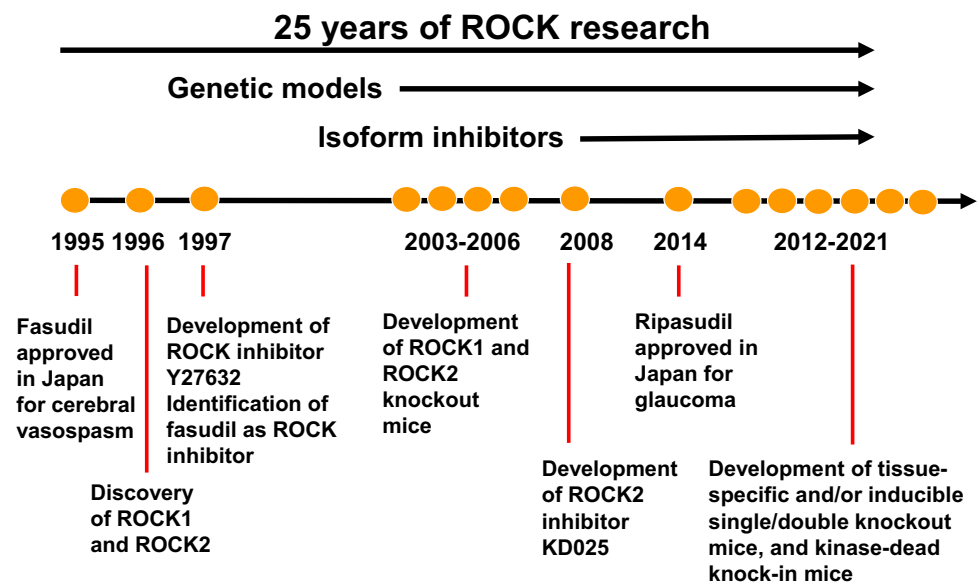 25 years of ROCK research
Genetic models
Isoform inhibitors
1995 1996 1997 2003-2006 2008 2014 2012-2021
Fasudil
approved
in Japan
for cerebral
vasospasm
Discovery
of ROCK1
and ROCK2
Development of
ROCK inhibitor
Y27632
Identification of
fasudil as ROCK
inhibitor
Development
of ROCK1 and
ROCK2
knockout
mice
Development
of ROCK2
inhibitor
KD025
Ripasudil
approved in
Japan for
glaucoma
Development of tissue-
specific and/or inducible
single/double knockout
mice, and kinase-dead
knock-in mice